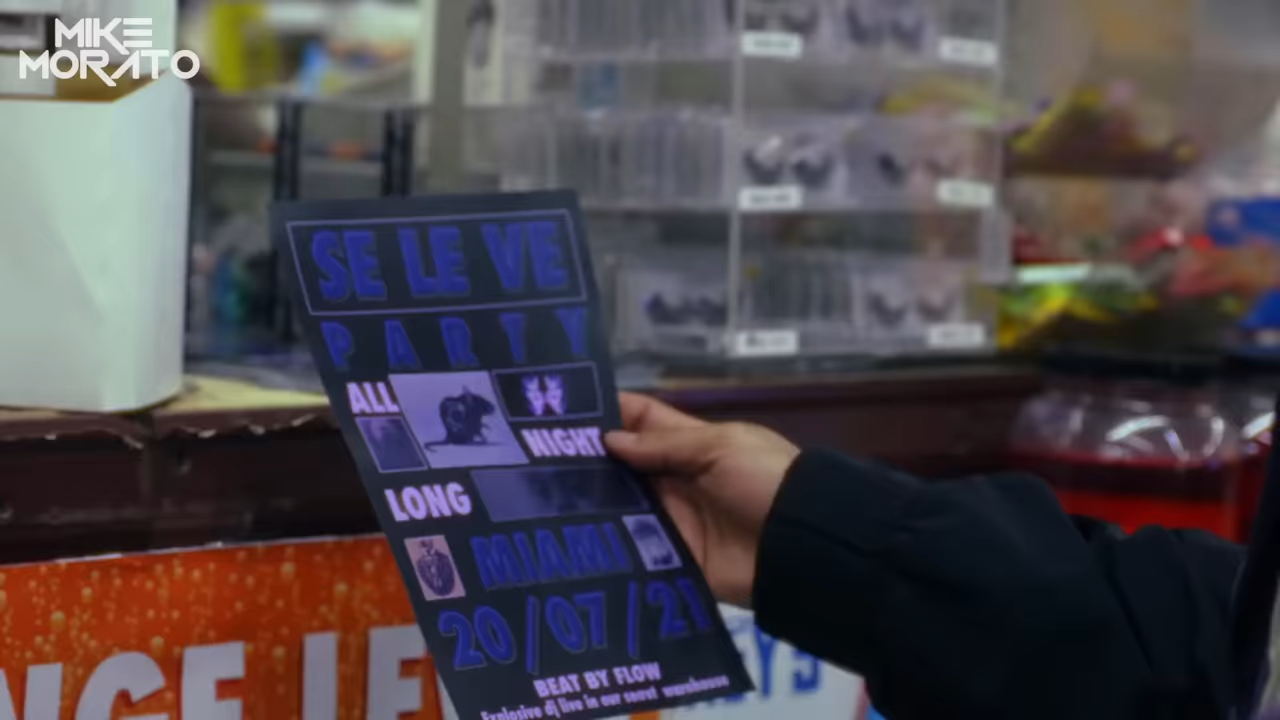 MIKE
MORATO
SE LE VE
PARTY
ALL
NIGHT
LONG
MIAMI
20/07/21
BEAT BY FLOW
Explosive dj live in our secret warehouse